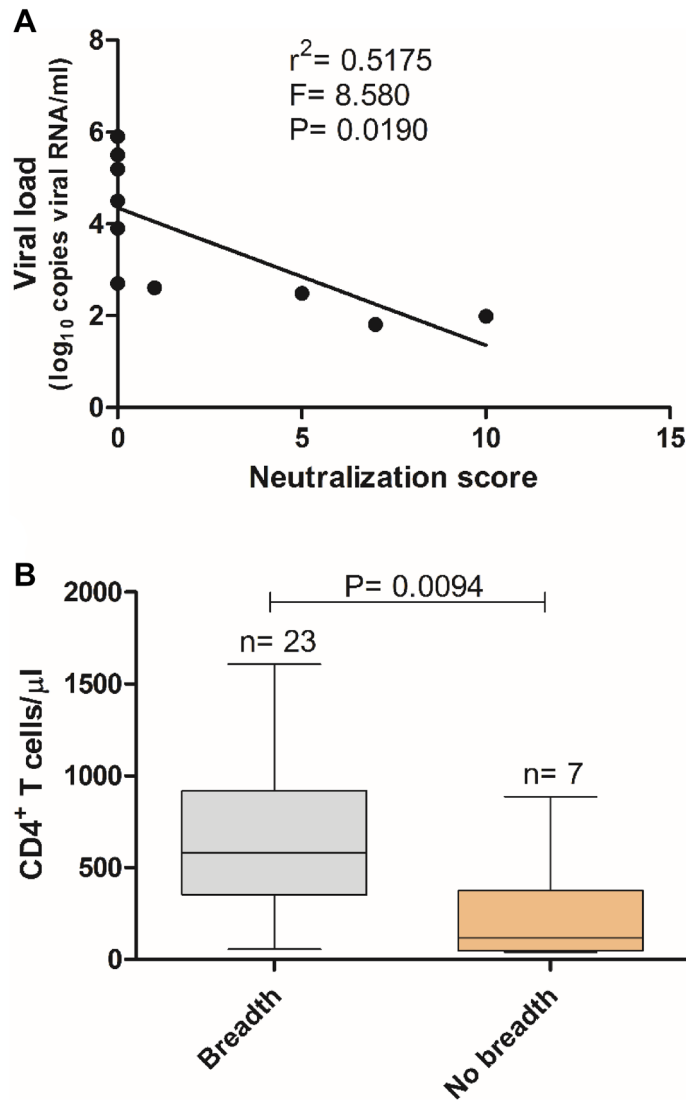 A
r²= 0.5175
F= 8.580
P= 0.0190
Viral load
(log₁₀ copies viral RNA/ml)
8
6
4
2
0
0 5 10 15
Neutralization score
B
P= 0.0094
n= 23
n= 7
CD4⁺ T cells/µl
2000
1500
1000
500
0
Breadth
No breadth